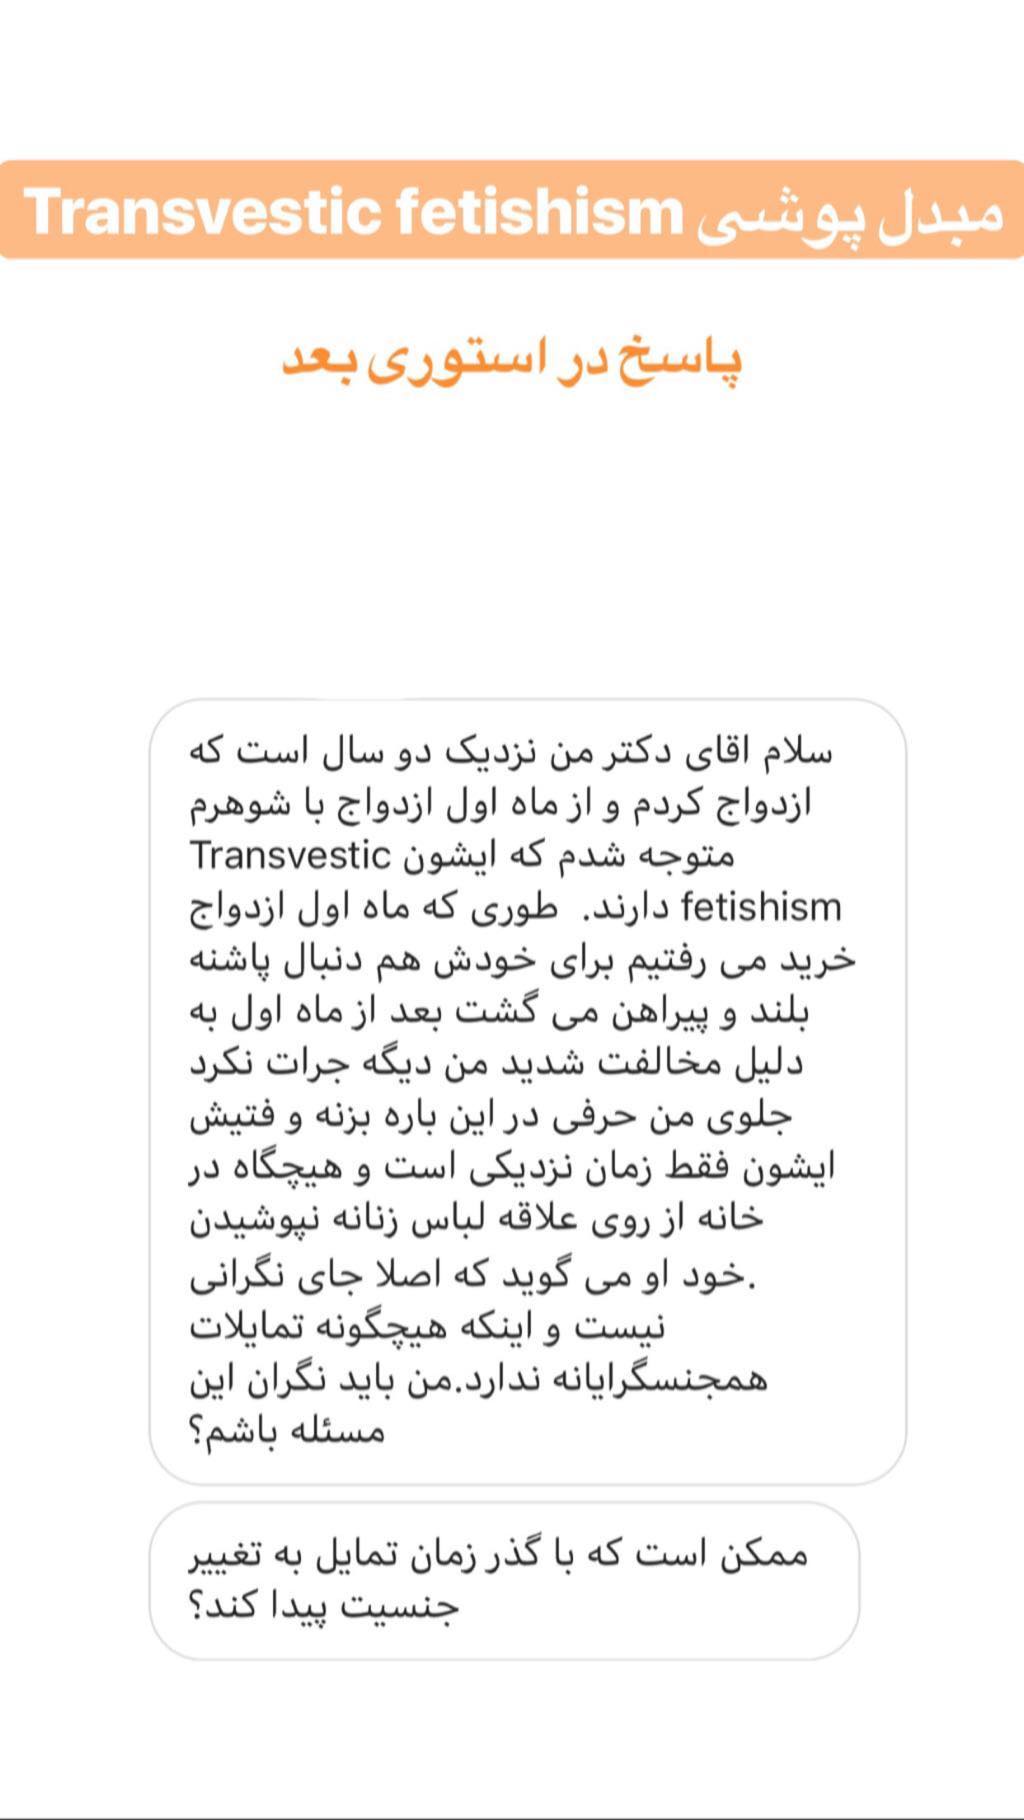 مبدل پوشی Transvestic fetishism
پاسخ در استوری بعد
سلام اقای دکتر من نزدیک دو سال است که
ازدواج کردم و از ماه اول ازدواج با شوهرم
متوجه شدم که ایشون Transvestic
fetishism دارند. طوری که ماه اول ازدواج
خرید می رفتیم برای خودش هم دنبال پاشنه
بلند و پیراهن می گشت بعد از ماه اول به
دلیل مخالفت شدید من دیگه جرات نکرد
جلوی من حرفی در این باره بزنه و فتیش
ایشون فقط زمان نزدیکی است و هیچگاه در
خانه از روی علاقه لباس زنانه نپوشیدن
.خود او می گوید که اصلا جای نگرانی
نیست و اینکه هیچگونه تمایلات
همجنسگرایانه ندارد.من باید نگران این
مسئله باشم؟
ممکن است که با گذر زمان تمایل به تغییر
جنسیت پیدا کند؟